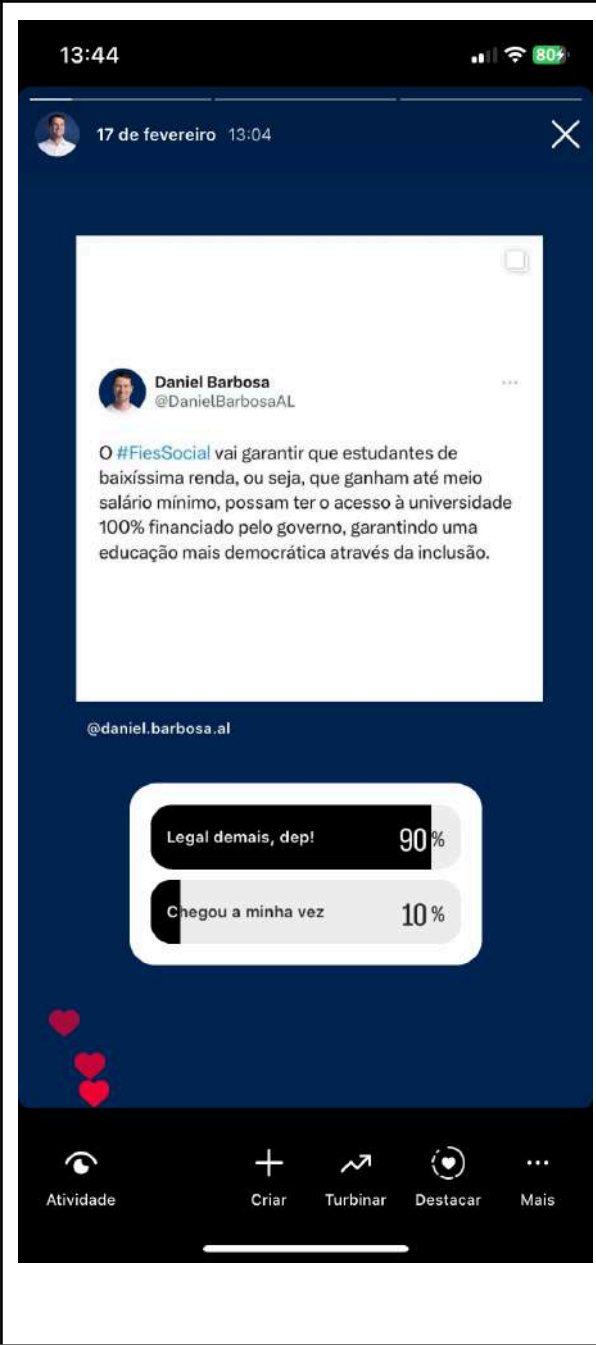 13:44
80
17 de fevereiro 13:04
Daniel Barbosa
@DanielBarbosaAL
O #FiesSocial vai garantir que estudantes de
baixíssima renda, ou seja, que ganham até meio
salário mínimo, possam ter o acesso à universidade
100% financiado pelo governo, garantindo uma
educação mais democrática através da inclusão.
@daniel.barbosa.al
Legal demais, dep! 90%
Chegou a minha vez 10%
Atividade
Criar
Turbinar
Destacar
Mais